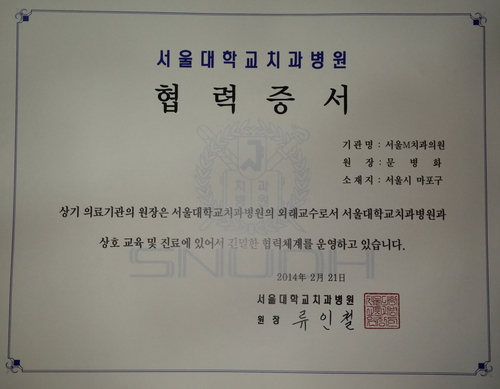 서울대학교치과병원
협력증서
기관명 : 서울M치과의원
원장 : 문병화
소재지 : 서울시 마포구
상기 의료기관의 원장은 서울대학교치과병원의 외래교수로서 서울대학교치과병원과
상호 교육 및 진료에 있어서 긴밀한 협력체계를 운영하고 있습니다.
SNUDH
2014년 2월 21일
서울대학교치과병원
원장 류인철